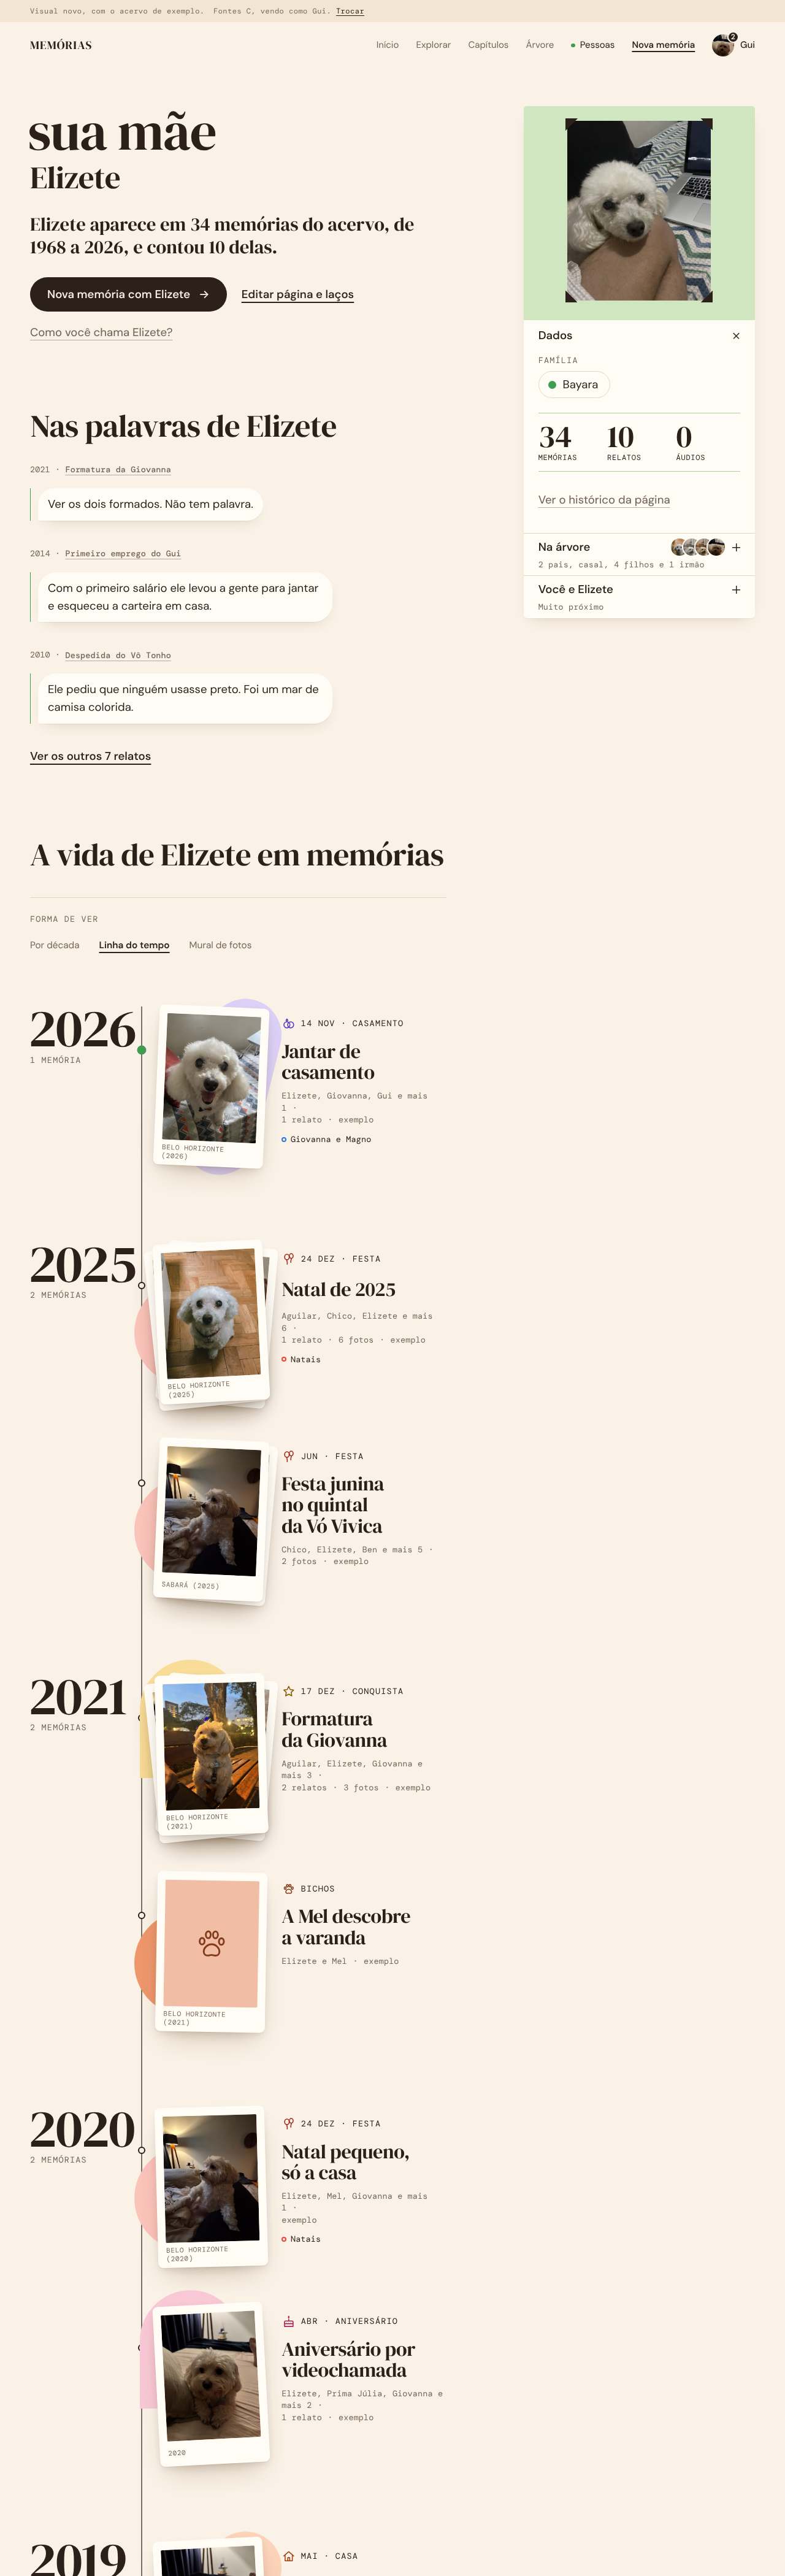 Visual novo, com o acervo de exemplo. Fontes C, vendo como Gui. Trocar
MEMÓRIAS
Início Explorar Capítulos Árvore Pessoas Nova memória 2 Gui
sua mãe
Elizete
Elizete aparece em 34 memórias do acervo, de
1968 a 2026, e contou 10 delas.
Nova memória com Elizete → Editar página e laços
Como você chama Elizete?
Dados
FAMÍLIA
Bayara
34 10 0
MEMÓRIAS RELATOS ÁUDIOS
Ver o histórico da página
Na árvore
2 pais, casal, 4 filhos e 1 irmão
Você e Elizete
Muito próximo
Nas palavras de Elizete
2021 · Formatura da Giovanna
Ver os dois formados. Não tem palavra.
2014 · Primeiro emprego do Gui
Com o primeiro salário ele levou a gente para jantar
e esqueceu a carteira em casa.
2010 · Despedida do Vô Tonho
Ele pediu que ninguém usasse preto. Foi um mar de
camisa colorida.
Ver os outros 7 relatos
A vida de Elizete em memórias
FORMA DE VER
Por década Linha do tempo Mural de fotos
2026
1 MEMÓRIA
BELO HORIZONTE
(2026)
14 NOV · CASAMENTO
Jantar de
casamento
Elizete, Giovanna, Gui e mais
1 ·
1 relato · exemplo
Giovanna e Magno
2025
2 MEMÓRIAS
BELO HORIZONTE
(2025)
24 DEZ · FESTA
Natal de 2025
Aguilar, Chico, Elizete e mais
6 ·
1 relato · 6 fotos · exemplo
Natais
SABARÁ (2025)
JUN · FESTA
Festa junina
no quintal
da Vó Vivica
Chico, Elizete, Ben e mais 5 ·
2 fotos · exemplo
2021
2 MEMÓRIAS
BELO HORIZONTE
(2021)
17 DEZ · CONQUISTA
Formatura
da Giovanna
Aguilar, Elizete, Giovanna e
mais 3 ·
2 relatos · 3 fotos · exemplo
BELO HORIZONTE
(2021)
BICHOS
A Mel descobre
a varanda
Elizete e Mel · exemplo
2020
2 MEMÓRIAS
BELO HORIZONTE
(2020)
24 DEZ · FESTA
Natal pequeno,
só a casa
Elizete, Mel, Giovanna e mais
1 ·
exemplo
Natais
2020
ABR · ANIVERSÁRIO
Aniversário por
videochamada
Elizete, Prima Júlia, Giovanna e
mais 2 ·
1 relato · exemplo
2019
MAI · CASA